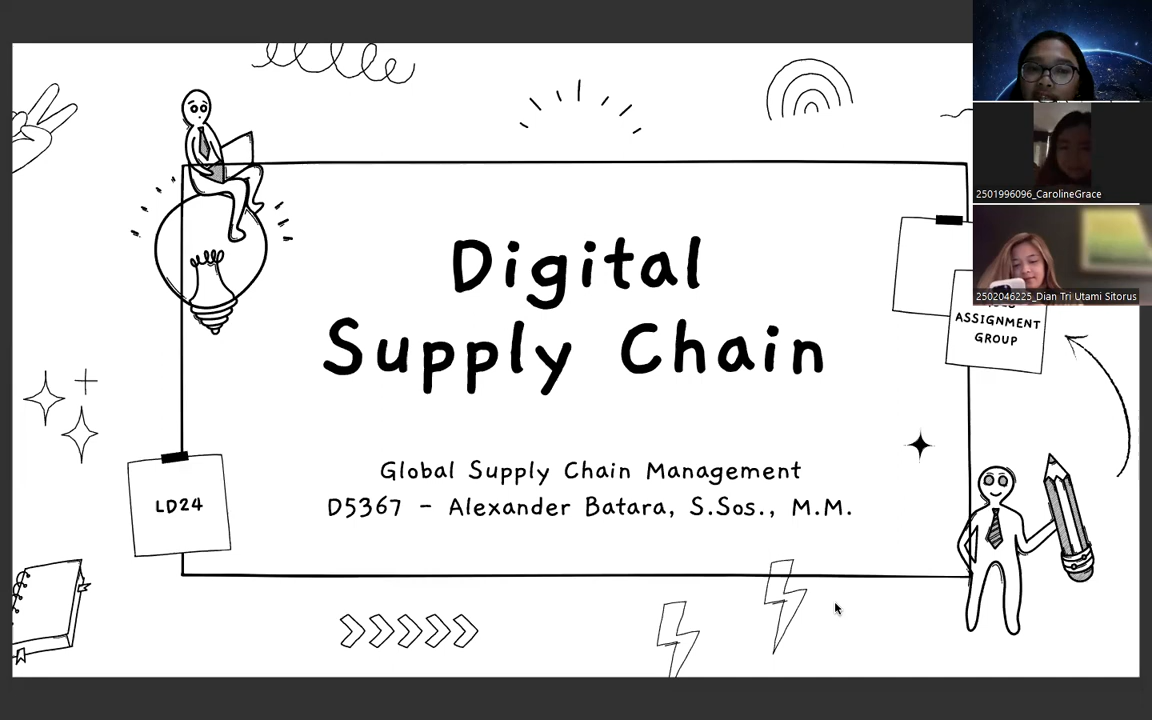 Digital
Supply Chain
Global Supply Chain Management
D5367 - Alexander Batara, S.Sos., M.M.
LD24
ASSIGNMENT
GROUP
2501996096_CarolineGrace
2502046225_Dian Tri Utami Sitorus